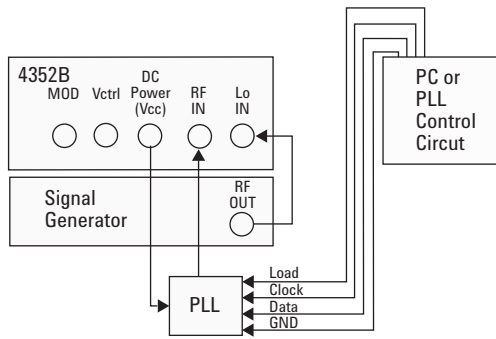 4352B
MOD
Vctrl
DC
Power
(Vcc)
RF
IN
Lo
IN
PC or
PLL
Control
Circut
Signal
Generator
RF
OUT
PLL
Load
Clock
Data
GND